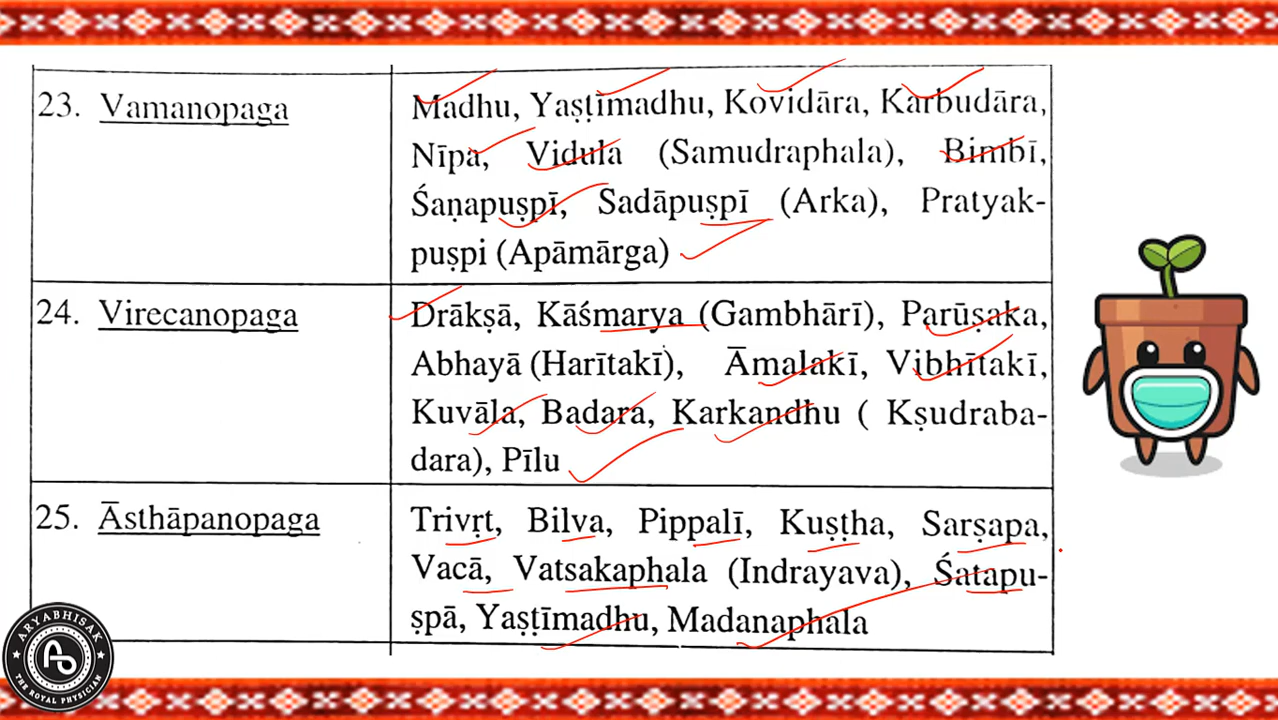 23. Vamanopaga
Madhu, Yaṣṭīmadhu, Kovidāra, Karbudāra,
Nīpa, Vidula (Samudraphala), Bimbī,
Śaṇapuṣpī, Sadāpuṣpī (Arka), Pratyak-
puṣpi (Apāmārga)
24. Virecanopaga
Drākṣā, Kāśmarya (Gambhārī), Parūṣaka,
Abhayā (Harītakī), Āmalakī, Vibhītakī,
Kuvāla, Badara, Karkandhu ( Kṣudraba-
dara), Pīlu
25. Āsthāpanopaga
Trivṛt, Bilva, Pippalī, Kuṣṭha, Sarṣapa,
Vacā, Vatsakaphala (Indrayava), Śatapu-
ṣpā, Yaṣṭīmadhu, Madanaphala
ARYABHISAK
THE ROYAL PHYSICIAN